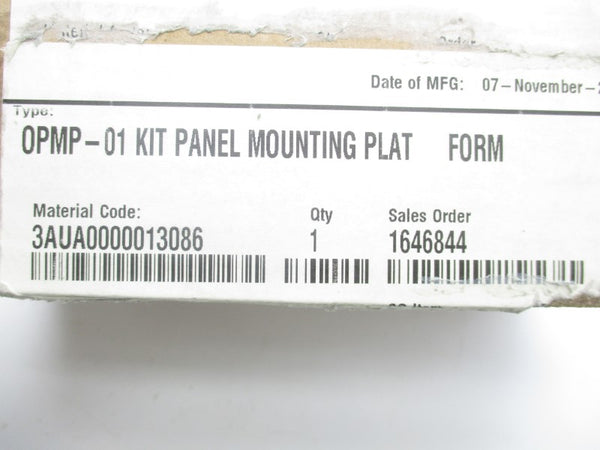 Date of MFG: 07-November-2
Type:
OPMP-01 KIT PANEL MOUNTING PLAT FORM
Material Code: Qty Sales Order
3AUA0000013086 1 1646844